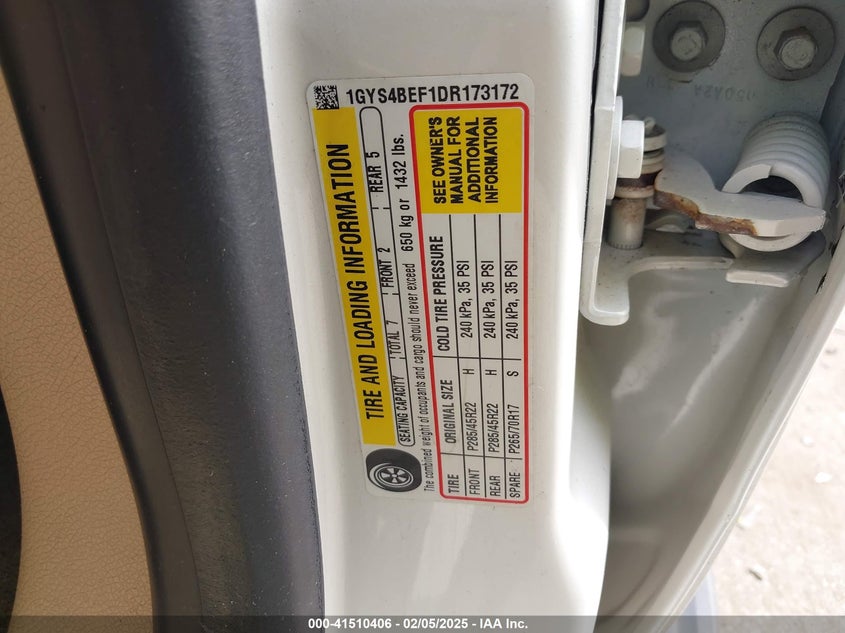 1GYS4BEF1DR173172
TIRE AND LOADING INFORMATION
SEATING CAPACITY TOTAL 7 FRONT 2 REAR 5
The combined weight of occupants and cargo should never exceed 650 kg or 1432 lbs.
TIRE ORIGINAL SIZE COLD TIRE PRESSURE
FRONT P285/45R22 H 240 kPa, 35 PSI
REAR P285/45R22 H 240 kPa, 35 PSI
SPARE P265/70R17 S 240 kPa, 35 PSI
SEE OWNER'S
MANUAL FOR
ADDITIONAL
INFORMATION
000-41510406 - 02/05/2025 - IAA Inc.